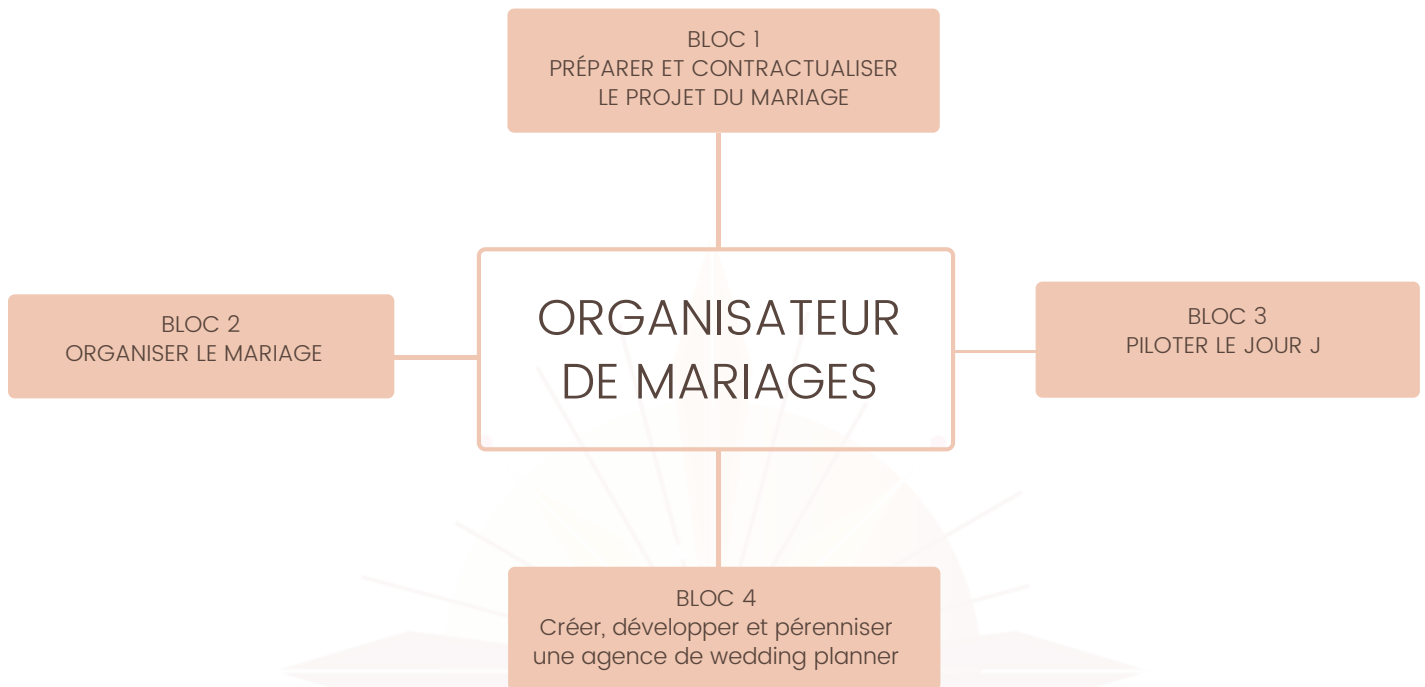 BLOC 1
PRÉPARER ET CONTRACTUALISER
LE PROJET DU MARIAGE
BLOC 2
ORGANISER LE MARIAGE
ORGANISATEUR
DE MARIAGES
BLOC 3
PILOTER LE JOUR J
BLOC 4
Créer, développer et pérenniser
une agence de wedding planner